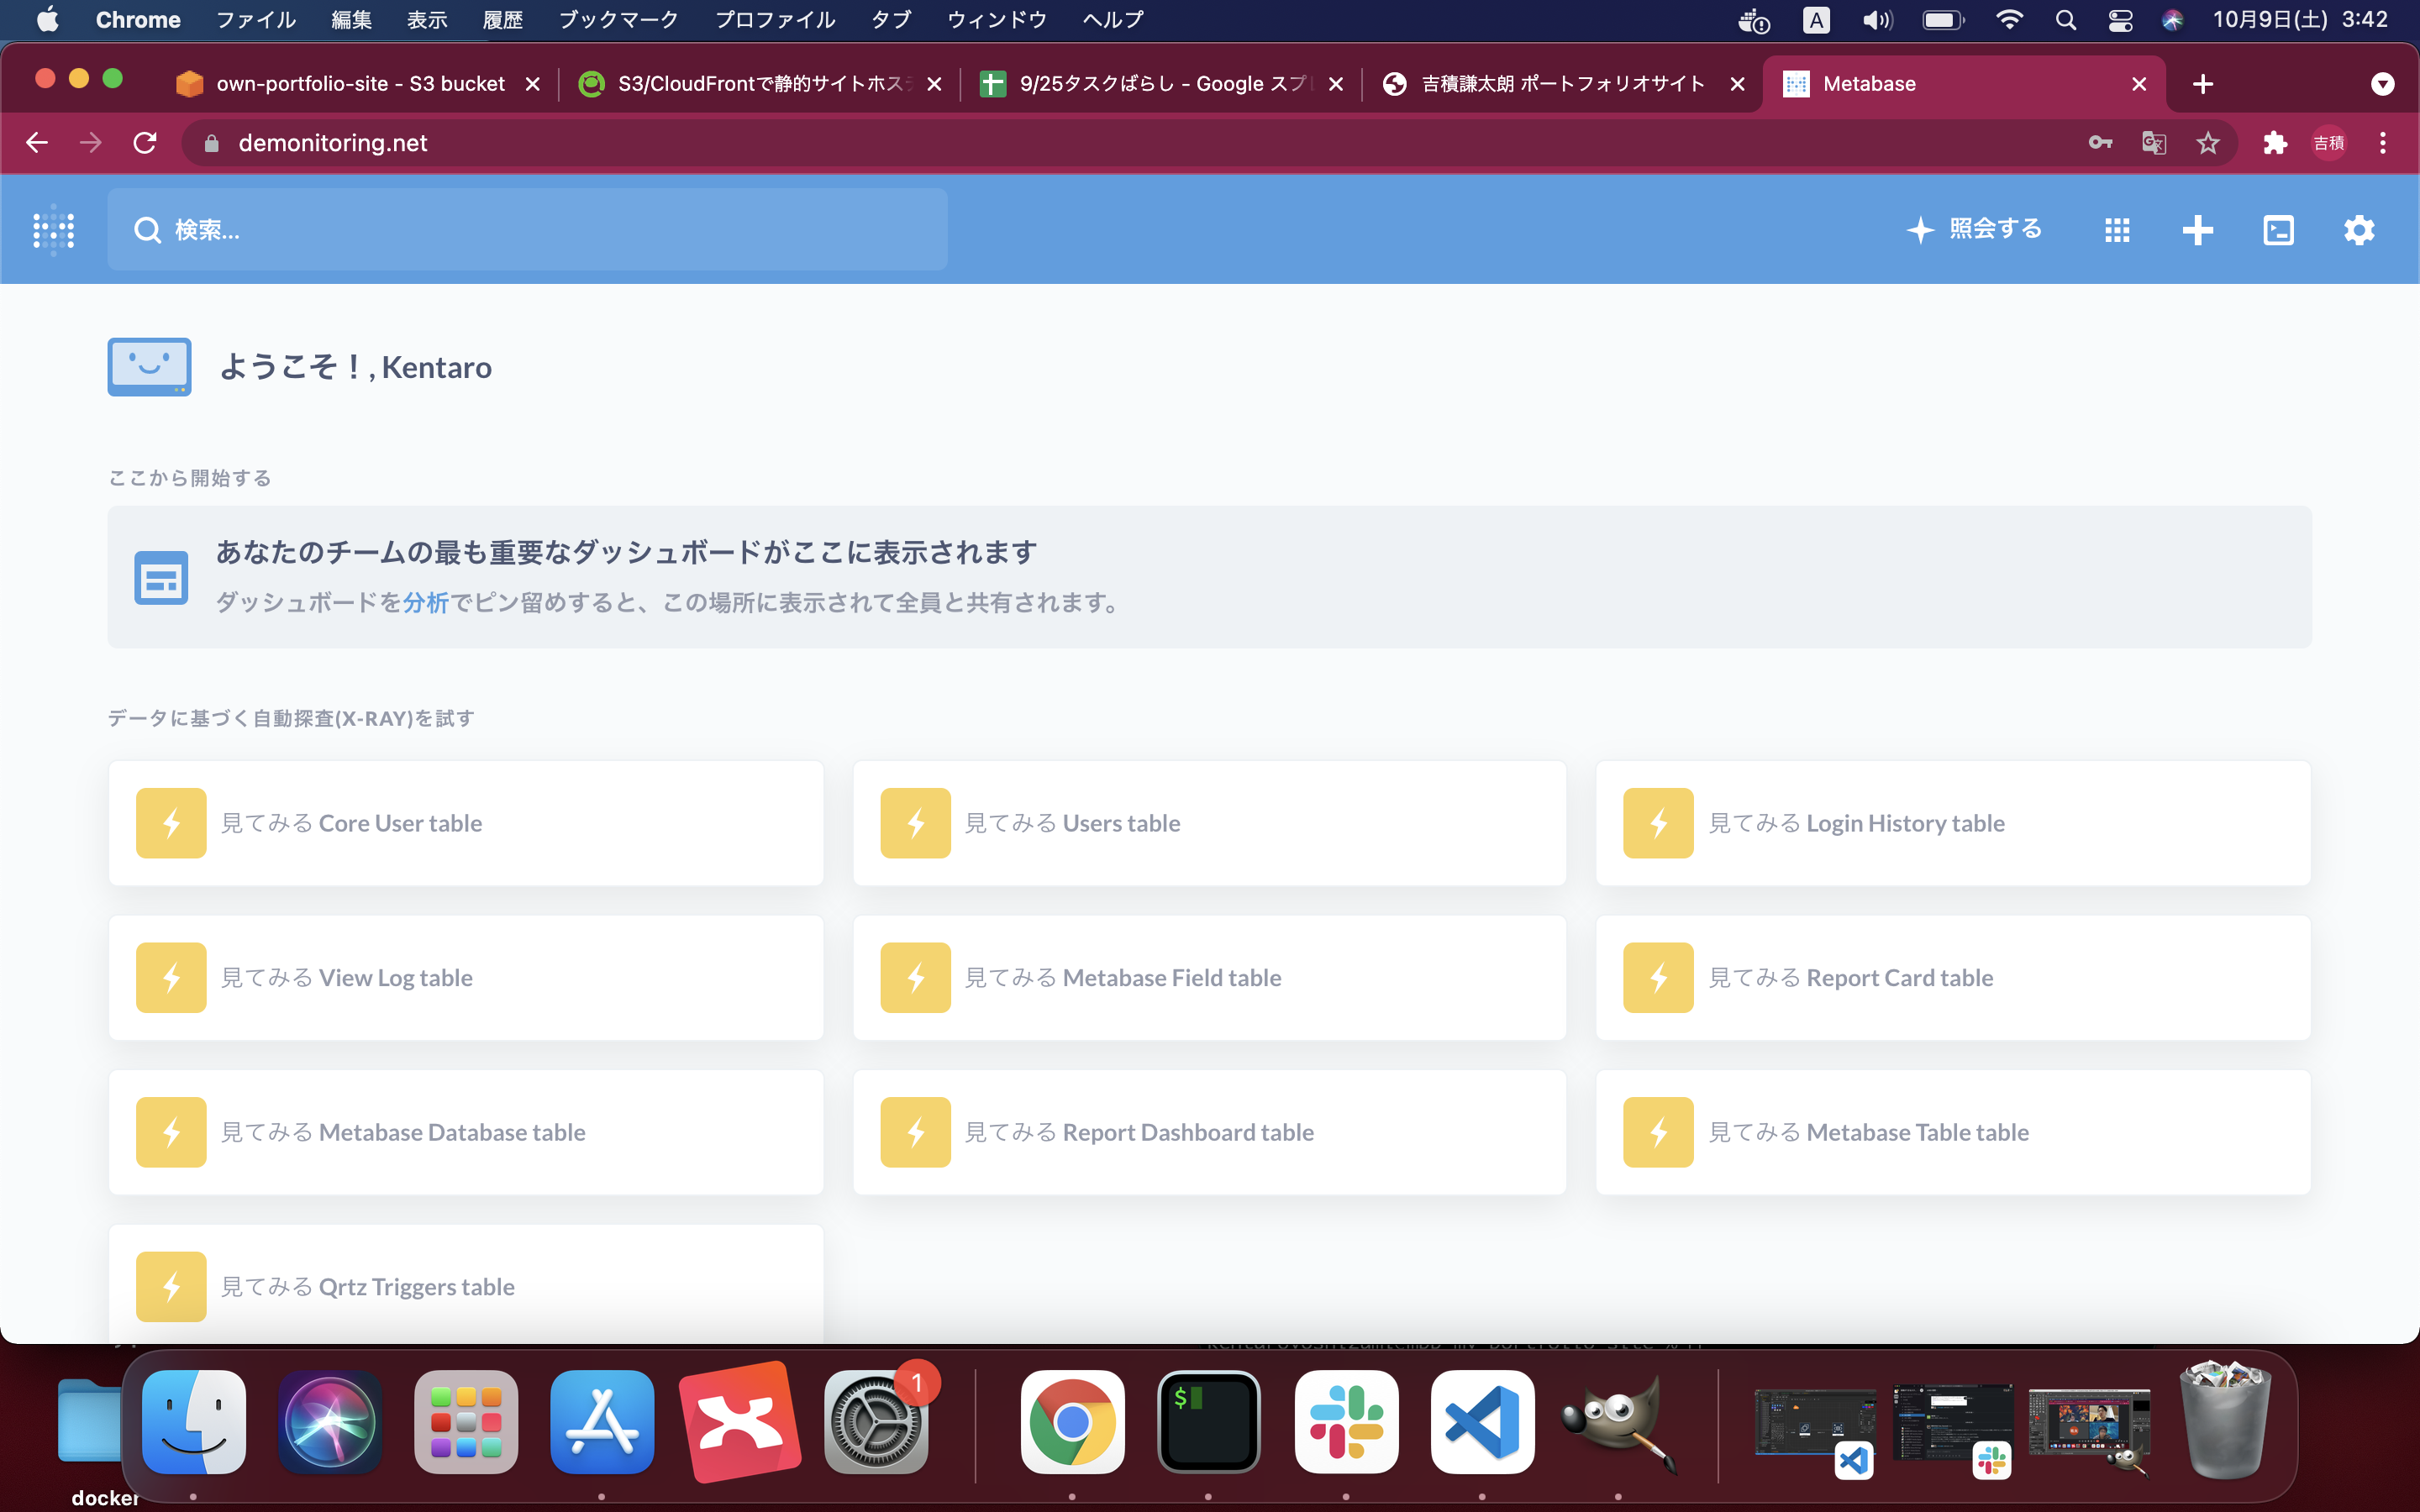 Chrome ファイル 編集 表示 履歴 ブックマーク プロファイル タブ ウィンドウ ヘルプ A 10月9日(土) 3:42
own-portfolio-site - S3 bucket S3/CloudFrontで静的サイトホス 9/25タスクばらし - Google スプ 吉積謙太朗 ポートフォリオサイト Metabase
demonitoring.net 吉積
検索... 照会する
ようこそ！, Kentaro
ここから開始する
あなたのチームの最も重要なダッシュボードがここに表示されます
ダッシュボードを分析でピン留めすると、この場所に表示されて全員と共有されます。
データに基づく自動探査(X-RAY)を試す
見てみる Core User table 見てみる Users table 見てみる Login History table
見てみる View Log table 見てみる Metabase Field table 見てみる Report Card table
見てみる Metabase Database table 見てみる Report Dashboard table 見てみる Metabase Table table
見てみる Qrtz Triggers table
1
$
docker